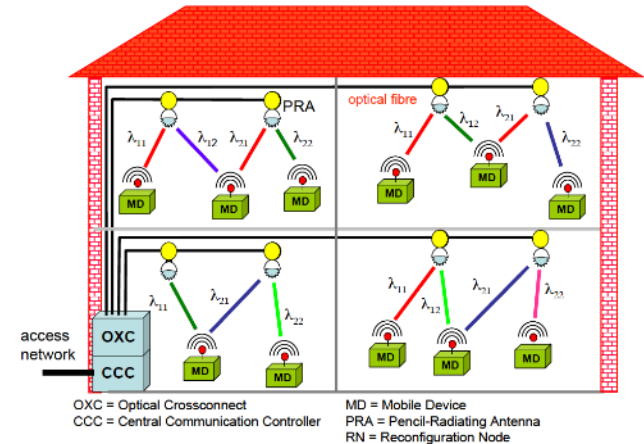 PRA
optical fibre
λ11 λ12 λ21 λ22
λ11 λ12 λ21 λ22
MD MD MD
MD MD MD
λ11 λ21 λ22
λ11 λ12 λ21 λ22
MD MD
MD MD MD
access
network
OXC
CCC
OXC = Optical Crossconnect
CCC = Central Communication Controller
MD = Mobile Device
PRA = Pencil-Radiating Antenna
RN = Reconfiguration Node